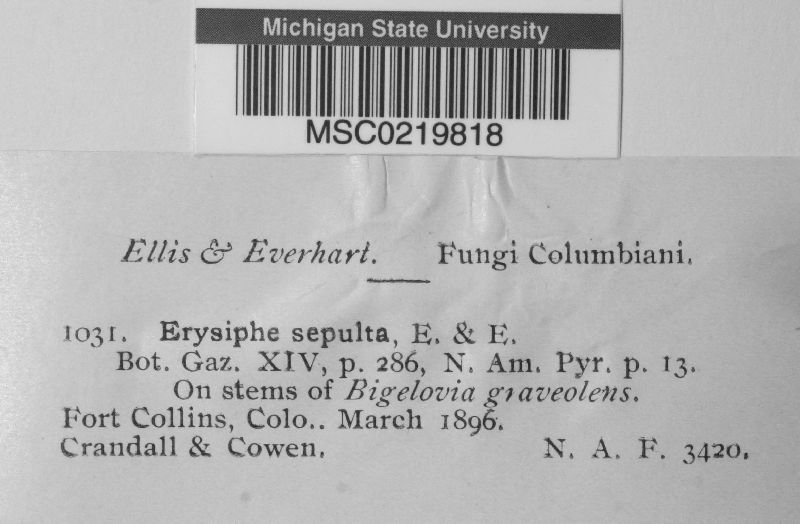 Michigan State University
MSC0219818
Ellis & Everhart. Fungi Columbiani.
1031. Erysiphe sepulta, E. & E.
Bot. Gaz. XIV, p. 286, N. Am. Pyr. p. 13.
On stems of Bigelovia graveolens.
Fort Collins, Colo.. March 1896.
Crandall & Cowen. N. A. F. 3420.